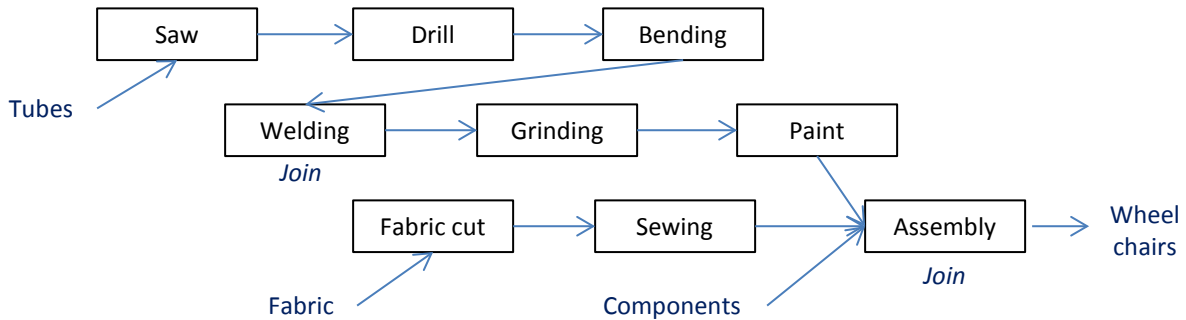 Saw
Drill
Bending
Tubes
Welding
Grinding
Paint
Join
Fabric cut
Sewing
Assembly
Wheel
chairs
Join
Fabric
Components